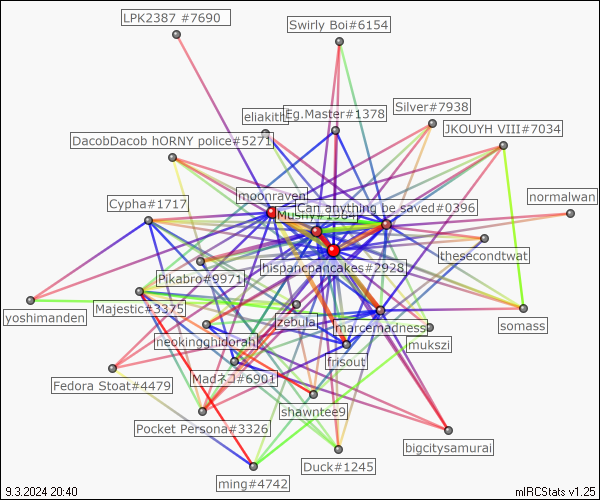 LPK2387 #7690
Swirly Boi#6154
Silver#7938
eliakith
Eg.Master#1378
JKOUYH VIII#7034
DacobDacob hORNY police#5271
moonraven
normalwan
Cypha#1717
Can anything be saved#0396
thesecondtwat
hispanicpancakes#2928
Pikabro#9971
yoshimanden
Majestic#3375
zebula
marcemadness
somass
neokingghidorah
mukszi
frisout
Fedora Stoat#4479
Madネコ#6901
shawntee9
Pocket Persona#3326
bigcitysamurai
Duck#1245
ming#4742
9.3.2024 20:40
mIRCStats v1.25